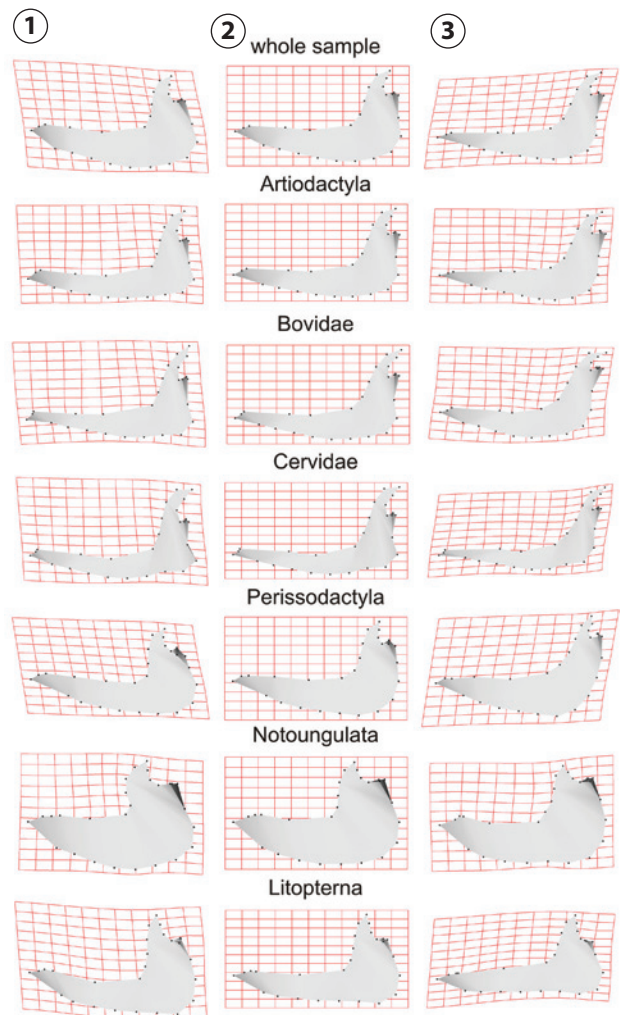 1 2 3
whole sample
Artiodactyla
Bovidae
Cervidae
Perissodactyla
Notoungulata
Litopterna